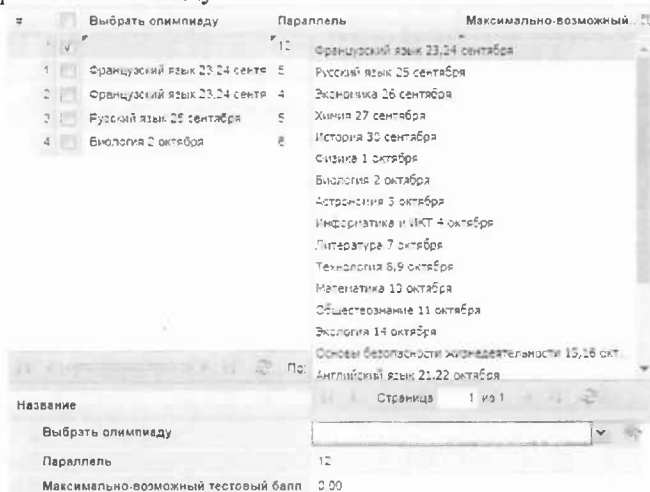 # Выбрать олимпиаду Параллель Максимально-возможный
* 12
1 Французский язык 23,24 сентя 5
2 Французский язык 23,24 сентя 4
3 Русский язык 25 сентября 5
4 Биология 2 октября 6
Французский язык 23,24 сентября
Русский язык 25 сентября
Экономика 26 сентября
Химия 27 сентября
История 30 сентября
Физика 1 октября
Биология 2 октября
Астрономия 3 октября
Информатика и ИКТ 4 октября
Литература 7 октября
Технология 8,9 октября
Математика 10 октября
Обществознание 11 октября
Экология 14 октября
Основы безопасности жизнедеятельности 15,16 окт...
Английский язык 21,22 октября
Страница 1 из 1
Название
Выбрать олимпиаду
Параллель 12
Максимально-возможный тестовый балл 0.00